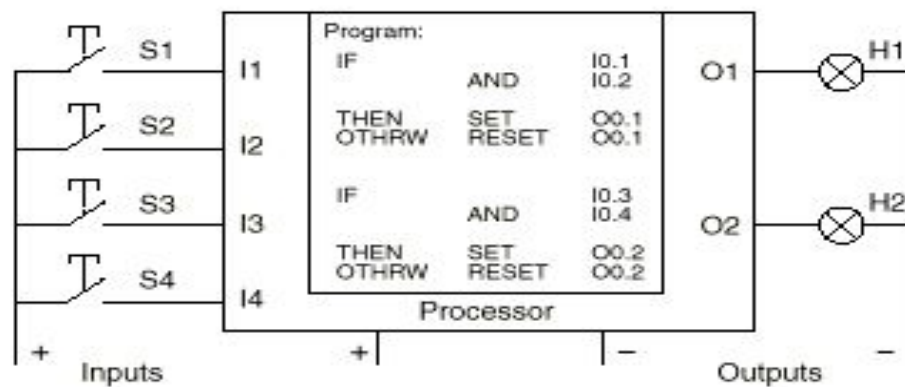 Program:
IF I0.1
AND I0.2
THEN SET O0.1
OTHRW RESET O0.1
IF I0.3
AND I0.4
THEN SET O0.2
OTHRW RESET O0.2
Processor
S1
I1
S2
I2
S3
I3
S4
I4
O1
H1
O2
H2
+
Inputs
+
−
Outputs
−